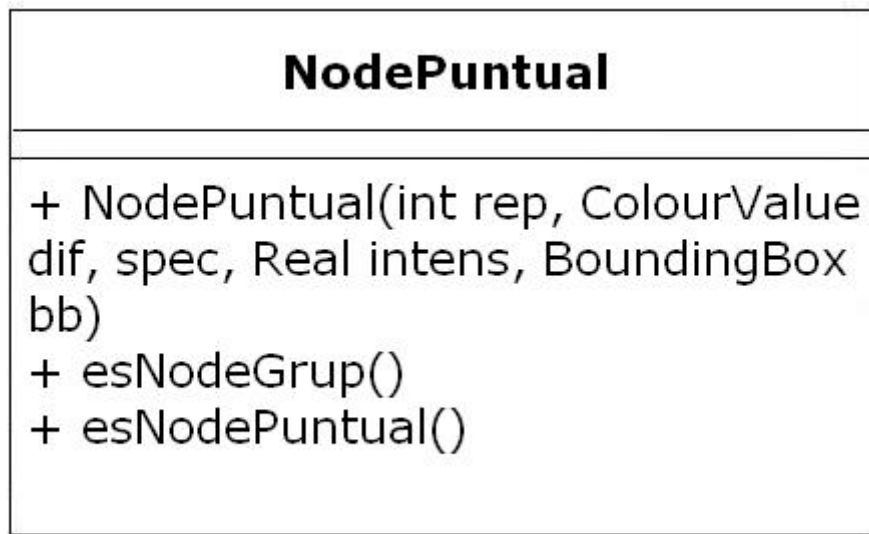 NodePuntual
+ NodePuntual(int rep, ColourValue
dif, spec, Real intens, BoundingBox
bb)
+ esNodeGrup()
+ esNodePuntual()